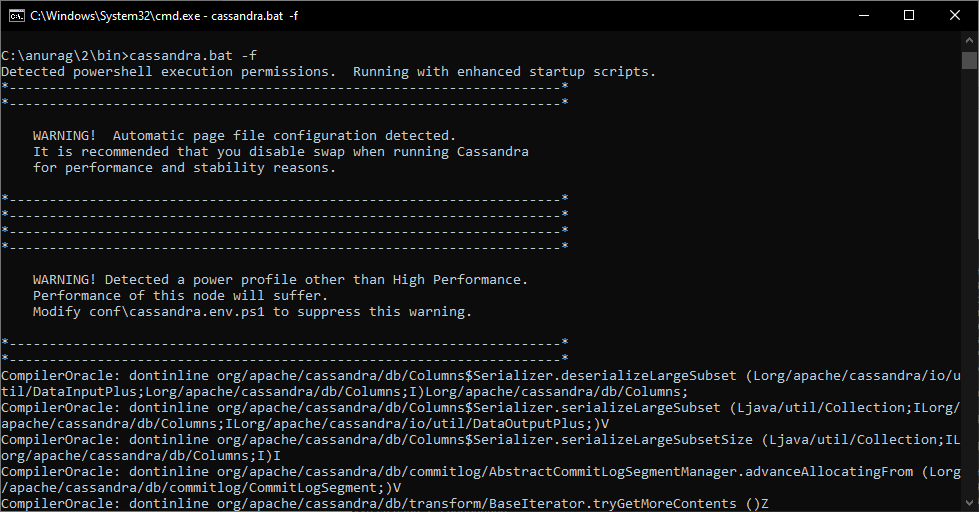 C:\Windows\System32\cmd.exe - cassandra.bat -f
C:\anurag\2\bin>cassandra.bat -f
Detected powershell execution permissions.  Running with enhanced startup scripts.
*---------------------------------------------------------------------*
*---------------------------------------------------------------------*
    WARNING!  Automatic page file configuration detected.
    It is recommended that you disable swap when running Cassandra
    for performance and stability reasons.
*---------------------------------------------------------------------*
*---------------------------------------------------------------------*
*---------------------------------------------------------------------*
*---------------------------------------------------------------------*
    WARNING! Detected a power profile other than High Performance.
    Performance of this node will suffer.
    Modify conf\cassandra.env.ps1 to suppress this warning.
*---------------------------------------------------------------------*
*---------------------------------------------------------------------*
CompilerOracle: dontinline org/apache/cassandra/db/Columns$Serializer.deserializeLargeSubset (Lorg/apache/cassandra/io/u
til/DataInputPlus;Lorg/apache/cassandra/db/Columns;I)Lorg/apache/cassandra/db/Columns;
CompilerOracle: dontinline org/apache/cassandra/db/Columns$Serializer.serializeLargeSubset (Ljava/util/Collection;ILorg/
apache/cassandra/db/Columns;ILorg/apache/cassandra/io/util/DataOutputPlus;)V
CompilerOracle: dontinline org/apache/cassandra/db/Columns$Serializer.serializeLargeSubsetSize (Ljava/util/Collection;IL
org/apache/cassandra/db/Columns;I)I
CompilerOracle: dontinline org/apache/cassandra/db/commitlog/AbstractCommitLogSegmentManager.advanceAllocatingFrom (Lorg
/apache/cassandra/db/commitlog/CommitLogSegment;)V
CompilerOracle: dontinline org/apache/cassandra/db/transform/BaseIterator.tryGetMoreContents ()Z